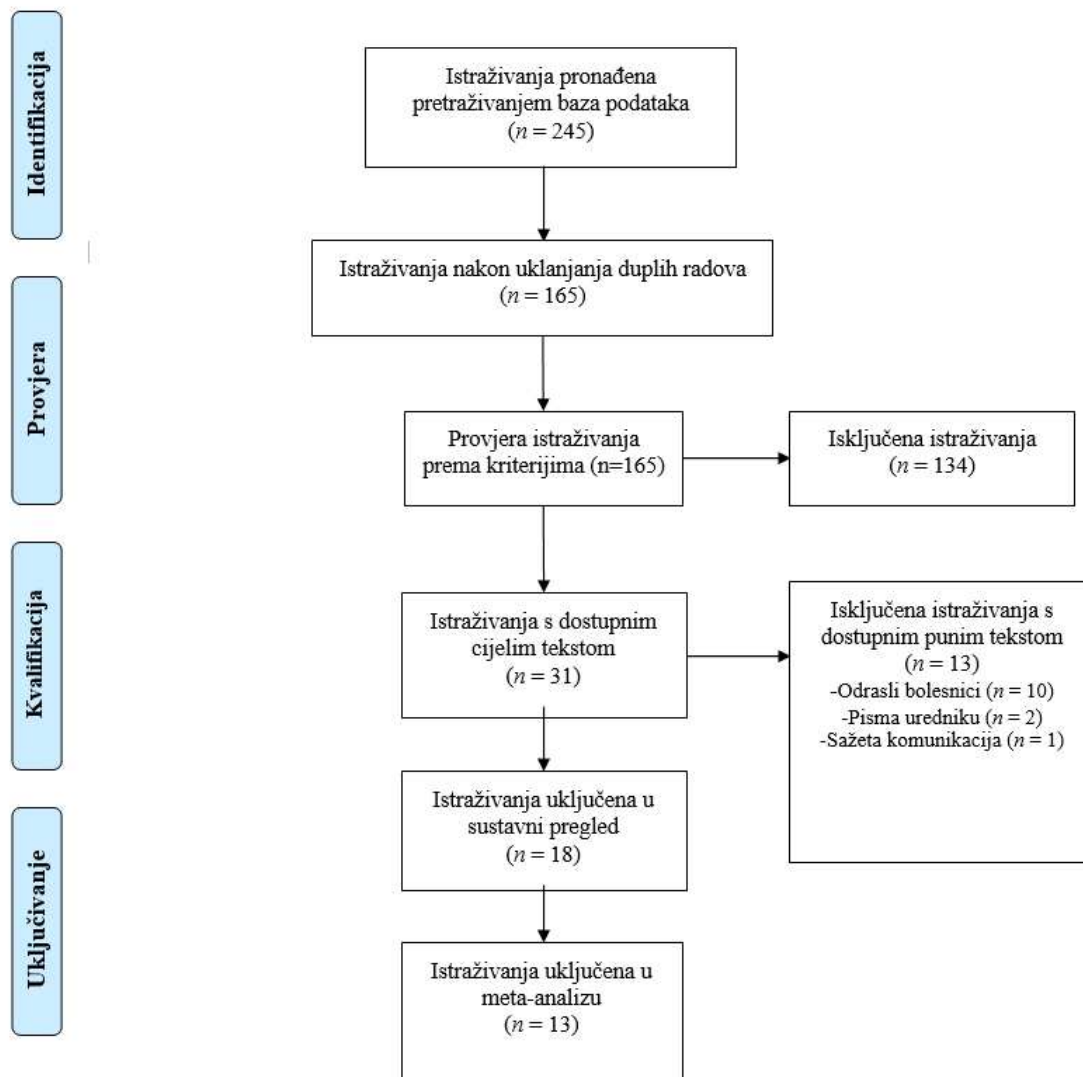 Identifikacija
Istraživanja pronađena
pretraživanjem baza podataka
(n = 245)
Istraživanja nakon uklanjanja duplih radova
(n = 165)
Provjera
Provjera istraživanja
prema kriterijima (n=165)
Isključena istraživanja
(n = 134)
Kvalifikacija
Istraživanja s dostupnim
cijelim tekstom
(n = 31)
Isključena istraživanja s
dostupnim punim tekstom
(n = 13)
-Odrasli bolesnici (n = 10)
-Pisma uredniku (n = 2)
-Sažeta komunikacija (n = 1)
Uključivanje
Istraživanja uključena u
sustavni pregled
(n = 18)
Istraživanja uključena u
meta-analizu
(n = 13)